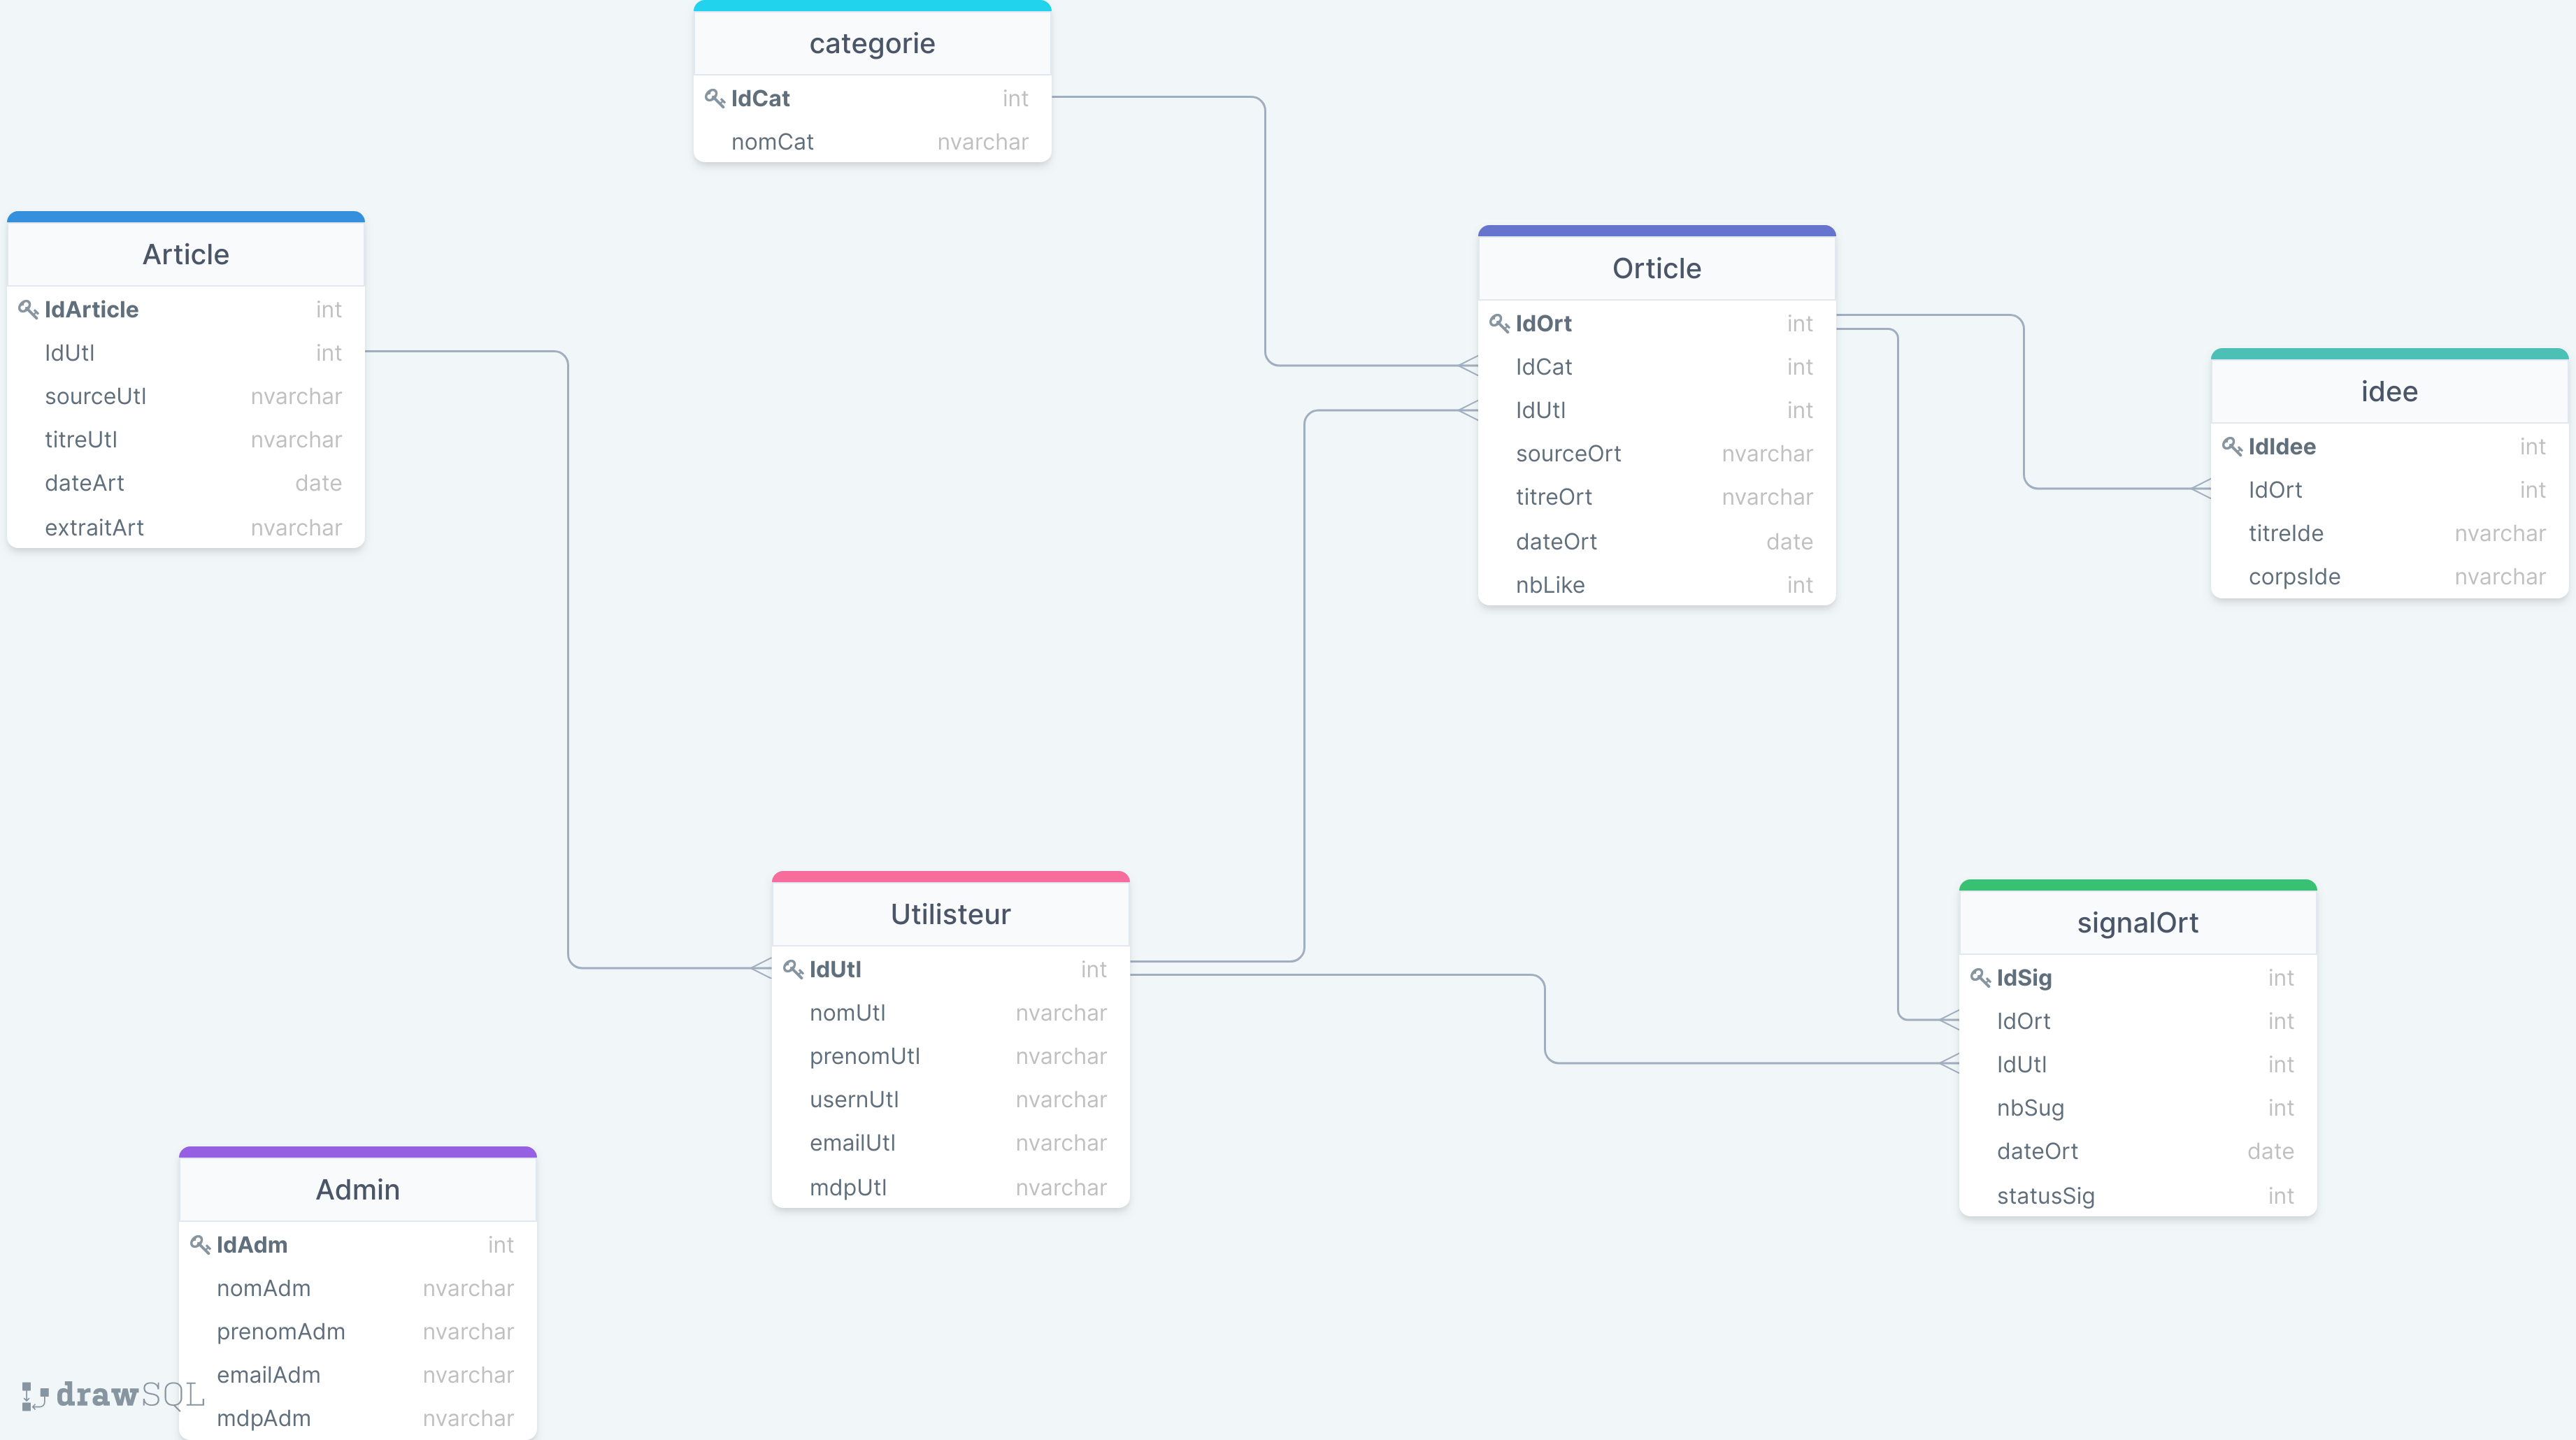 categorie
IdCat int
nomCat nvarchar
Article
IdArticle int
IdUtl int
sourceUtl nvarchar
titreUtl nvarchar
dateArt date
extraitArt nvarchar
Orticle
IdOrt int
IdCat int
IdUtl int
sourceOrt nvarchar
titreOrt nvarchar
dateOrt date
nbLike int
idee
IdIdee int
IdOrt int
titreIde nvarchar
corpsIde nvarchar
Utilisteur
IdUtl int
nomUtl nvarchar
prenomUtl nvarchar
usernUtl nvarchar
emailUtl nvarchar
mdpUtl nvarchar
signalOrt
IdSig int
IdOrt int
IdUtl int
nbSug int
dateOrt date
statusSig int
Admin
IdAdm int
nomAdm nvarchar
prenomAdm nvarchar
emailAdm nvarchar
mdpAdm nvarchar
drawSQL